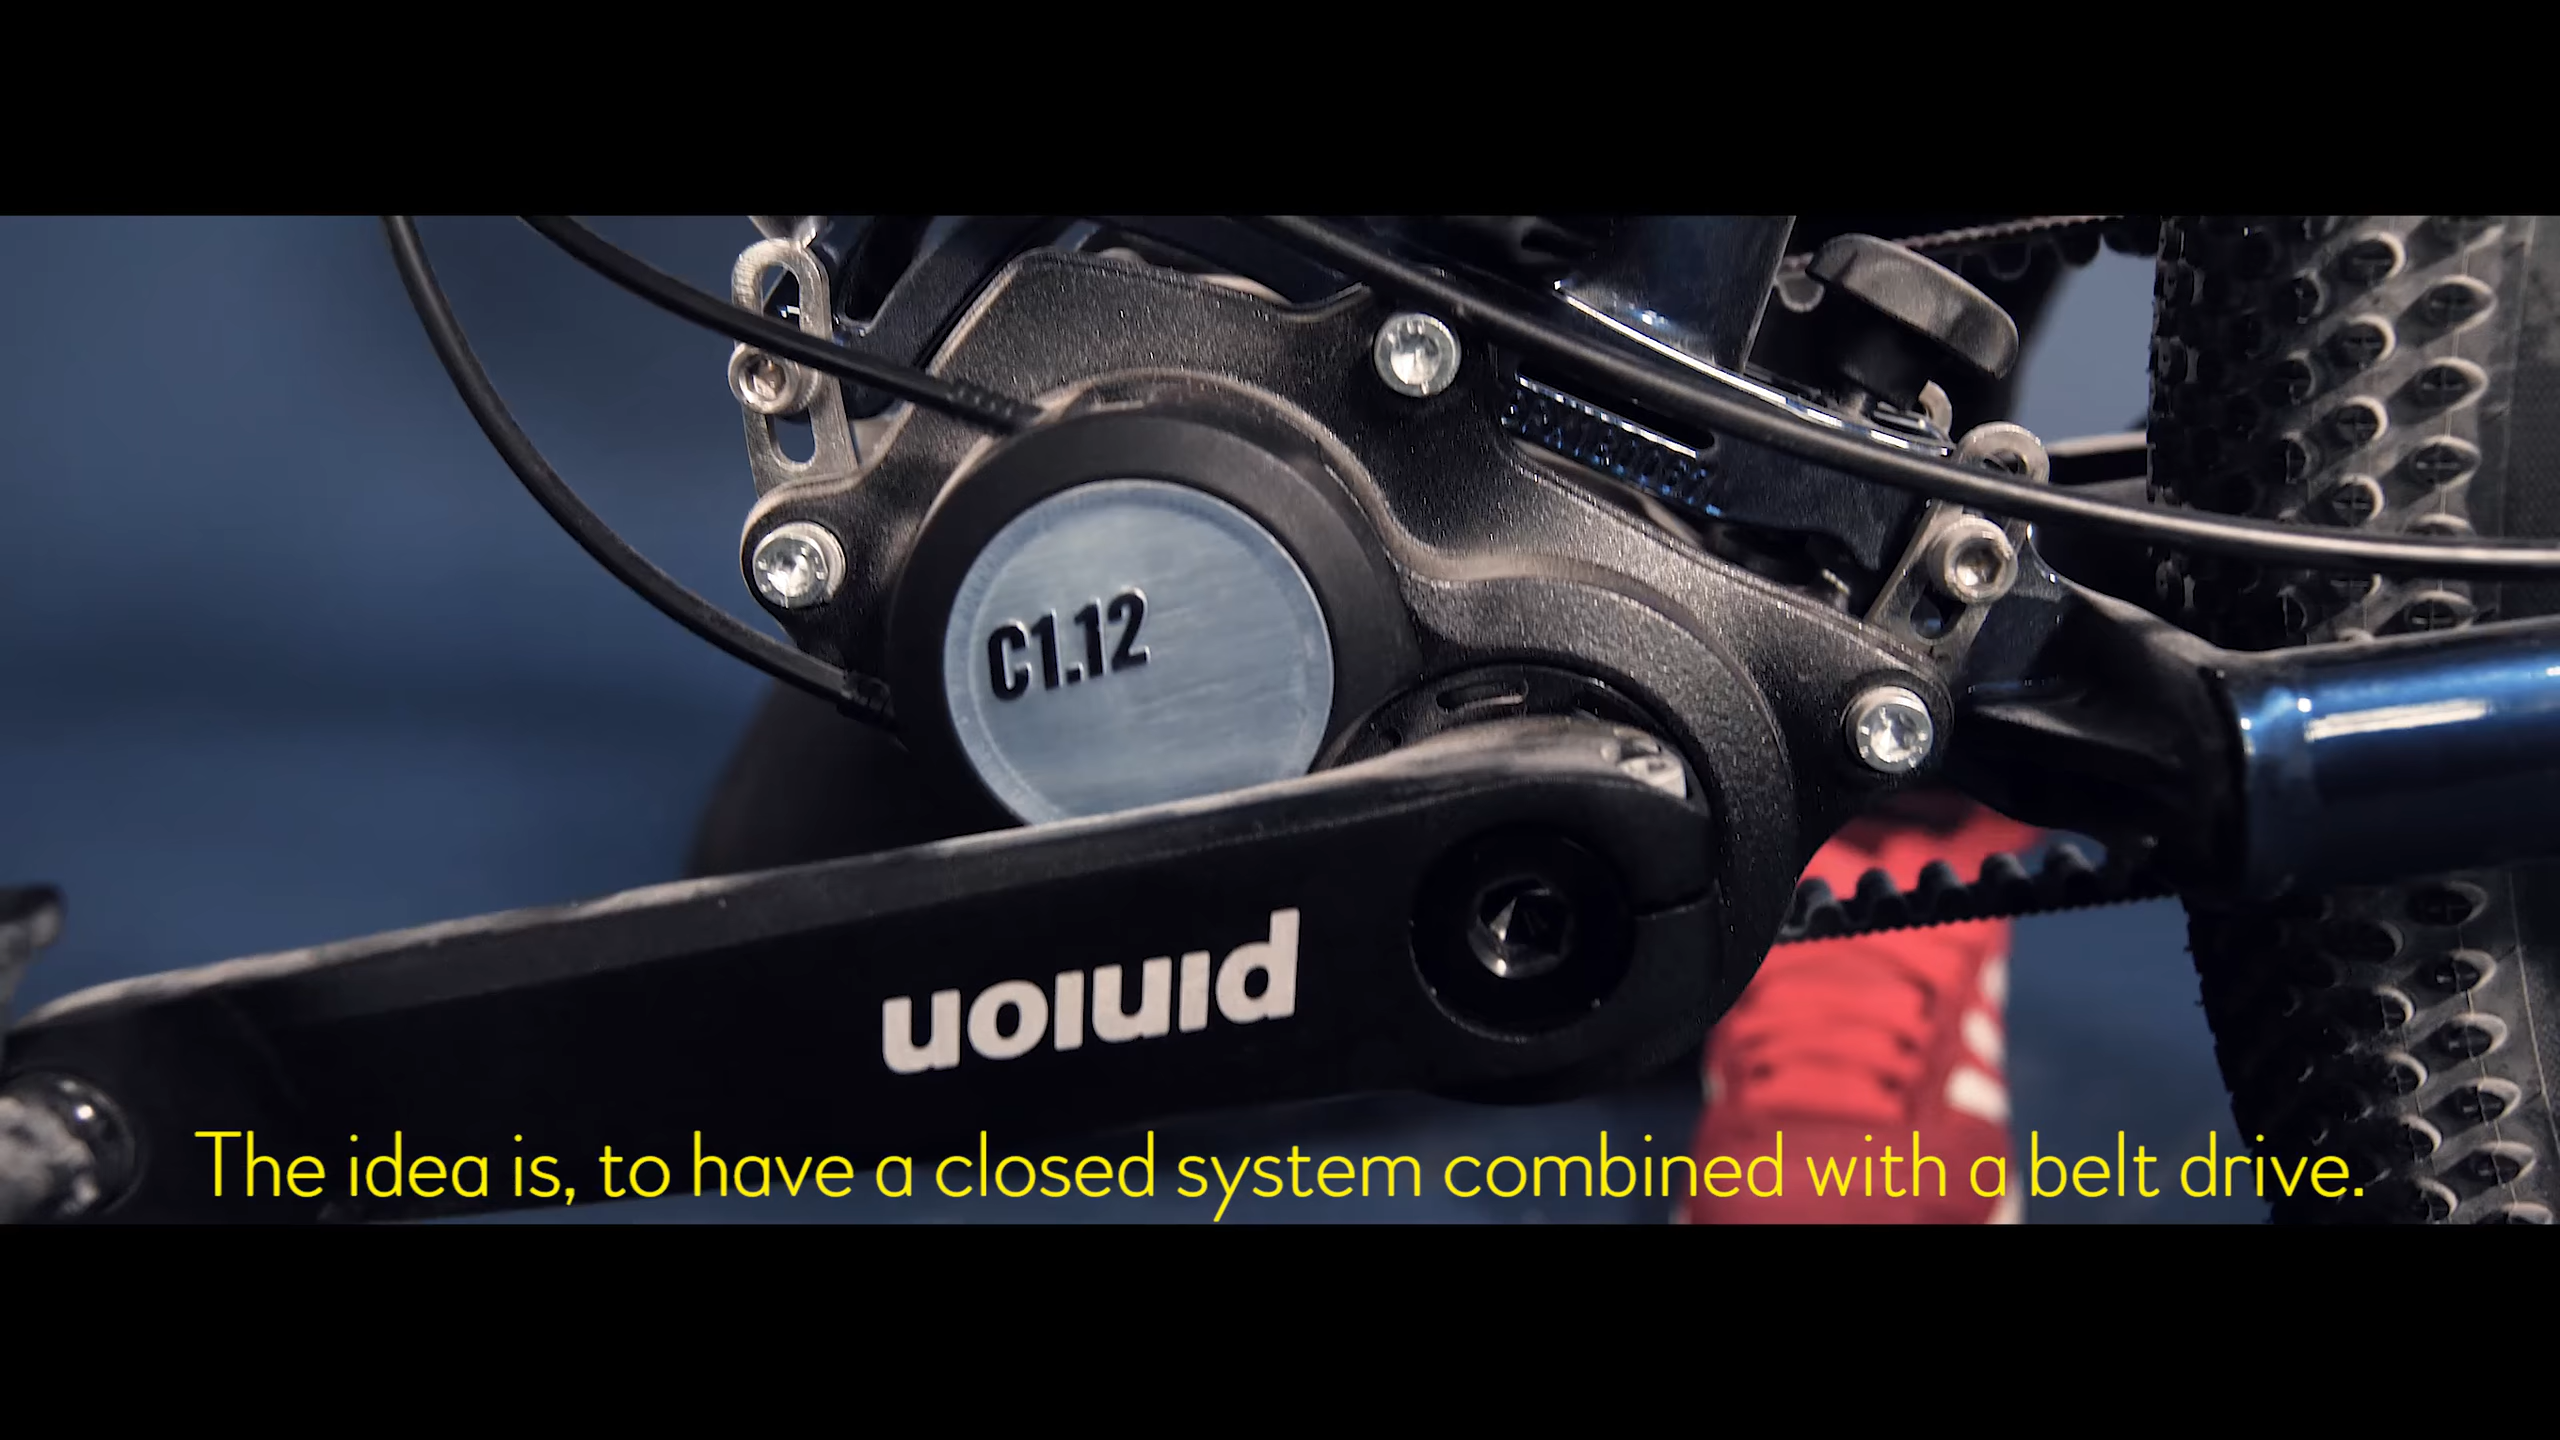 C1.12
pinion
The idea is, to have a closed system combined with a belt drive.